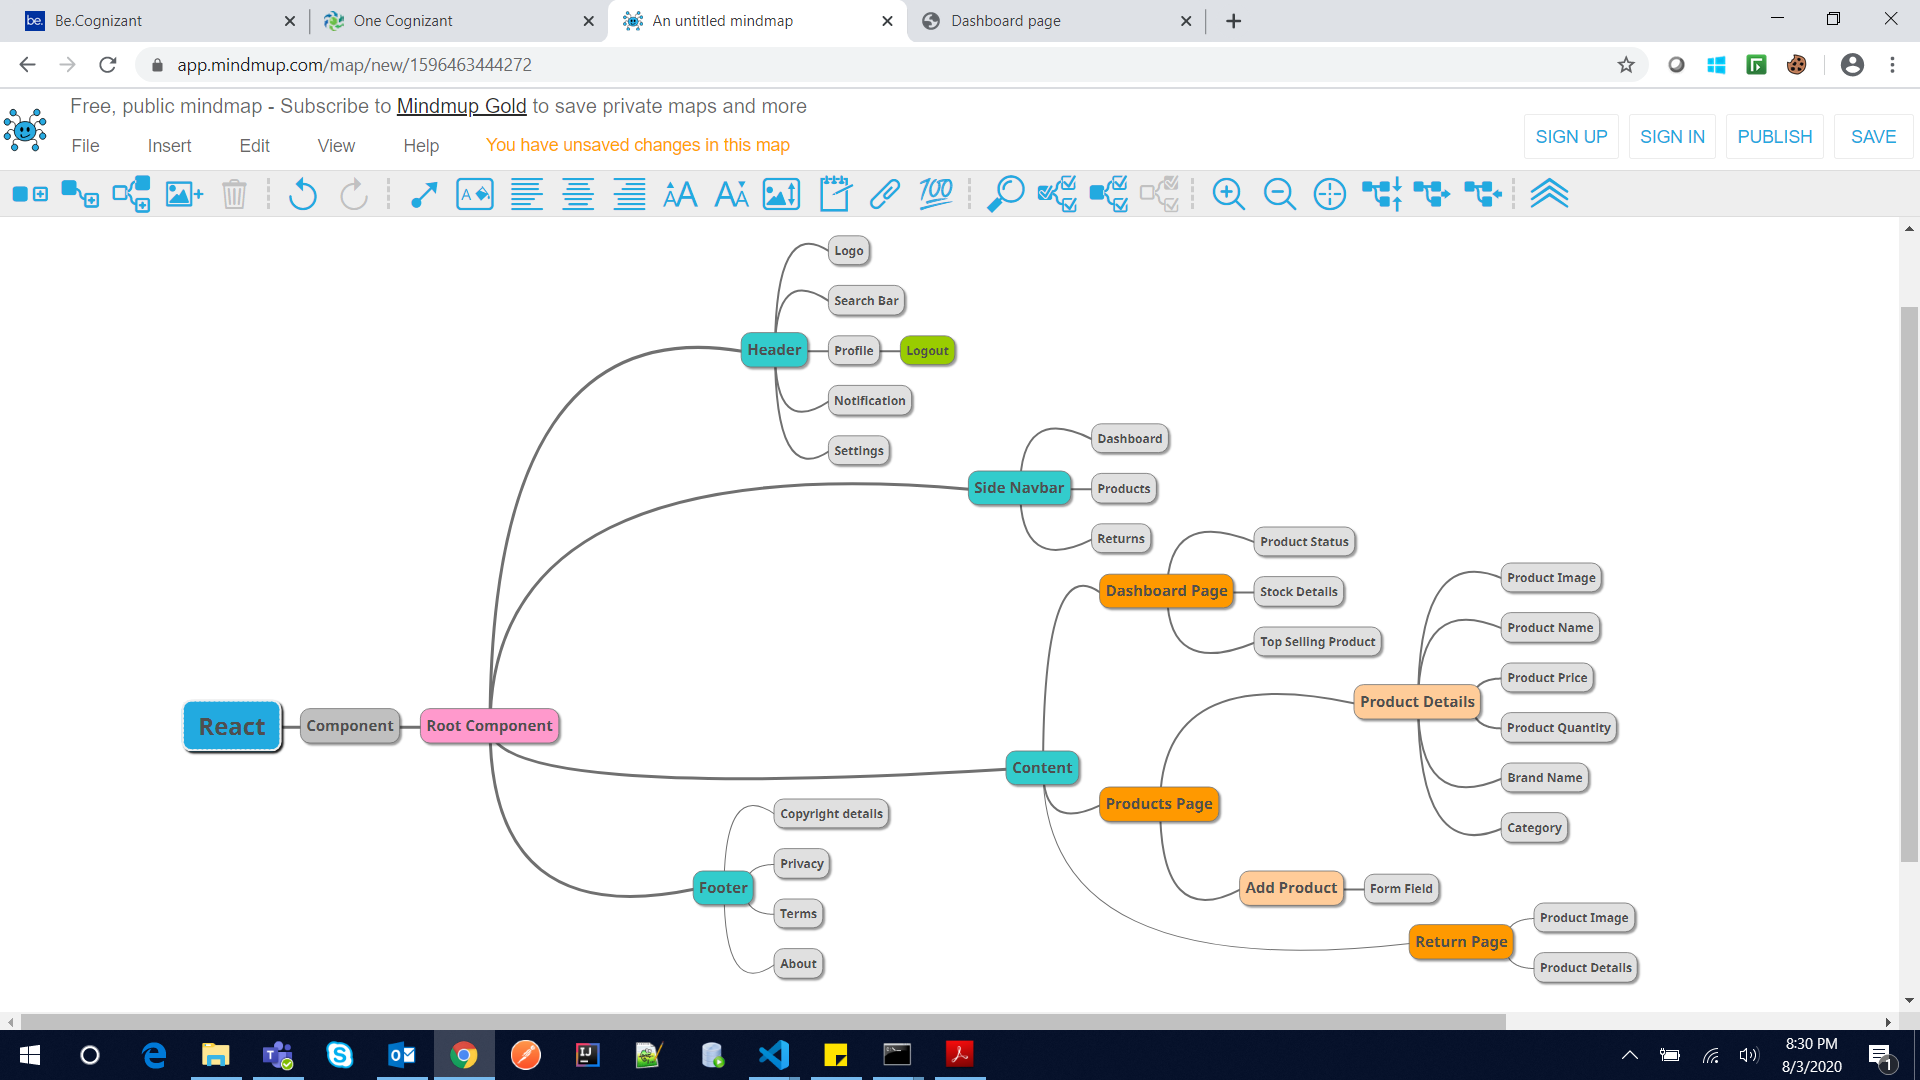 be. Be.Cognizant
One Cognizant
An untitled mindmap
Dashboard page
app.mindmup.com/map/new/1596463444272
Free, public mindmap - Subscribe to Mindmup Gold to save private maps and more
File Insert Edit View Help You have unsaved changes in this map
SIGN UP SIGN IN PUBLISH SAVE
A AA AA 100
Logo
Search Bar
Header
Profile
Logout
Notification
Settings
Dashboard
Side Navbar
Products
Returns
Product Status
Dashboard Page
Stock Details
Top Selling Product
Product Image
Product Name
Product Price
Product Details
Product Quantity
Brand Name
Category
React
Component
Root Component
Content
Products Page
Copyright details
Privacy
Footer
Terms
About
Add Product
Form Field
Product Image
Return Page
Product Details
8:30 PM
8/3/2020
1